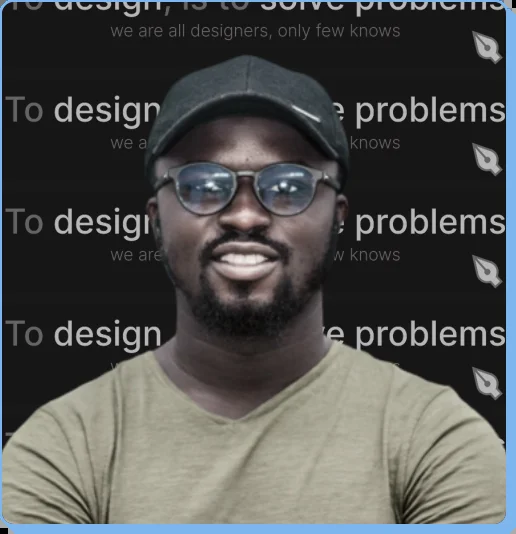 To design, is to solve problems
we are all designers, only few knows
To design e problems
we a knows
To design e problems
we are w knows
To design ve problems